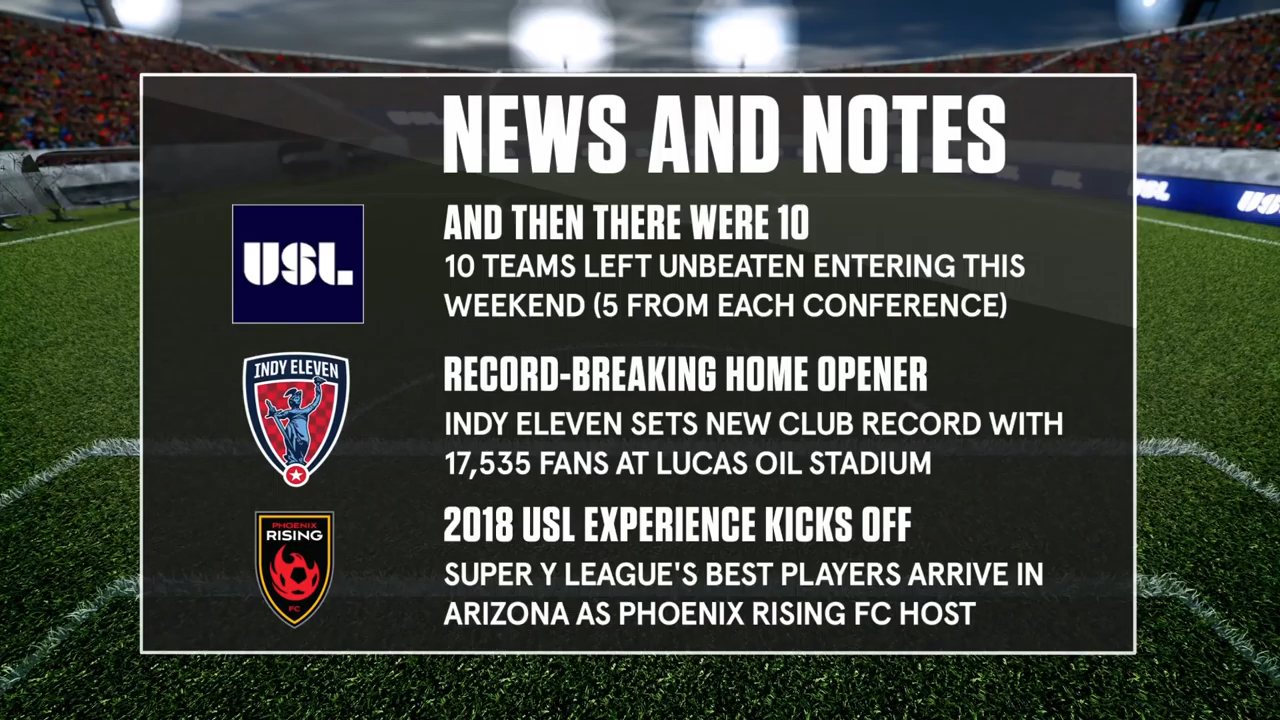 NEWS AND NOTES
USL
AND THEN THERE WERE 10
10 TEAMS LEFT UNBEATEN ENTERING THIS
WEEKEND (5 FROM EACH CONFERENCE)
INDY ELEVEN
RECORD-BREAKING HOME OPENER
INDY ELEVEN SETS NEW CLUB RECORD WITH
17,535 FANS AT LUCAS OIL STADIUM
PHOENIX
RISING
FC
2018 USL EXPERIENCE KICKS OFF
SUPER Y LEAGUE'S BEST PLAYERS ARRIVE IN
ARIZONA AS PHOENIX RISING FC HOST
USL